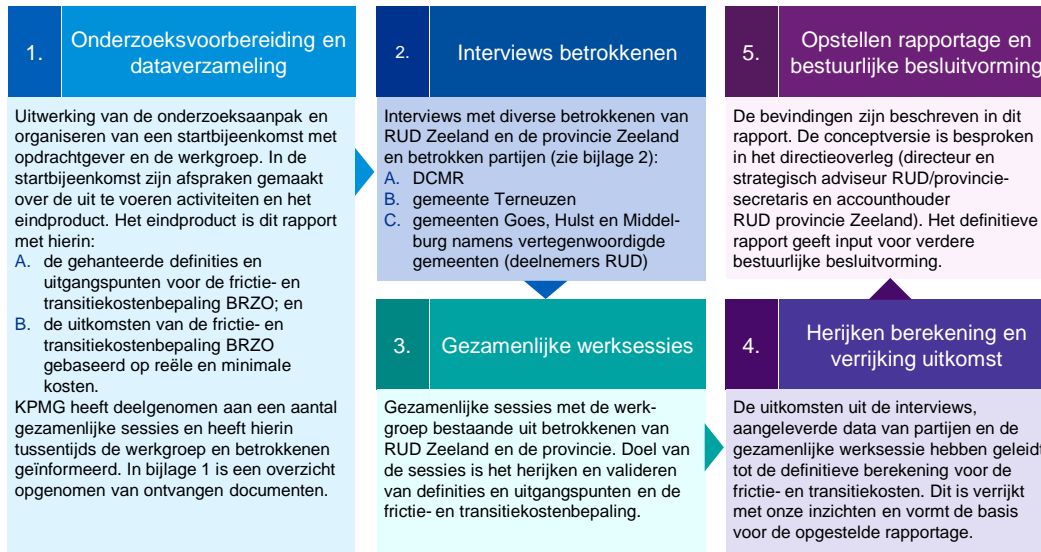 1.
Onderzoeksvoorbereiding en
dataverzameling
Uitwerking van de onderzoeksaanpak en
organiseren van een startbijeenkomst met
opdrachtgever en de werkgroep. In de
startbijeenkomst zijn afspraken gemaakt
over de uit te voeren activiteiten en het
eindproduct. Het eindproduct is dit rapport
met hierin:
A. de gehanteerde definities en
uitgangspunten voor de frictie- en
transitiekostenbepaling BRZO; en
B. de uitkomsten van de frictie- en
transitiekostenbepaling BRZO
gebaseerd op reële en minimale
kosten.
KPMG heeft deelgenomen aan een aantal
gezamenlijke sessies en heeft hierin
tussentijds de werkgroep en betrokkenen
geïnformeerd. In bijlage 1 is een overzicht
opgenomen van ontvangen documenten.
2.
Interviews betrokkenen
Interviews met diverse betrokkenen van
RUD Zeeland en de provincie Zeeland
en betrokken partijen (zie bijlage 2):
A. DCMR
B. gemeente Terneuzen
C. gemeenten Goes, Hulst en Middel-
burg namens vertegenwoordigde
gemeenten (deelnemers RUD)
3.
Gezamenlijke werksessies
Gezamenlijke sessies met de werk-
groep bestaande uit betrokkenen van
RUD Zeeland en de provincie. Doel van
de sessies is het herijken en valideren
van definities en uitgangspunten en de
frictie- en transitiekostenbepaling.
4.
Herijken berekening en
verrijking uitkomst
De uitkomsten uit de interviews,
aangeleverde data van partijen en de
gezamenlijke werksessie hebben geleidt
tot de definitieve berekening voor de
frictie- en transitiekosten. Dit is verrijkt
met onze inzichten en vormt de basis
voor de opgestelde rapportage.
5.
Opstellen rapportage en
bestuurlijke besluitvorming
De bevindingen zijn beschreven in dit
rapport. De conceptversie is besproken
in het directieoverleg (directeur en
strategisch adviseur RUD/provincie-
secretaris en accounthouder
RUD provincie Zeeland). Het definitieve
rapport geeft input voor verdere
bestuurlijke besluitvorming.